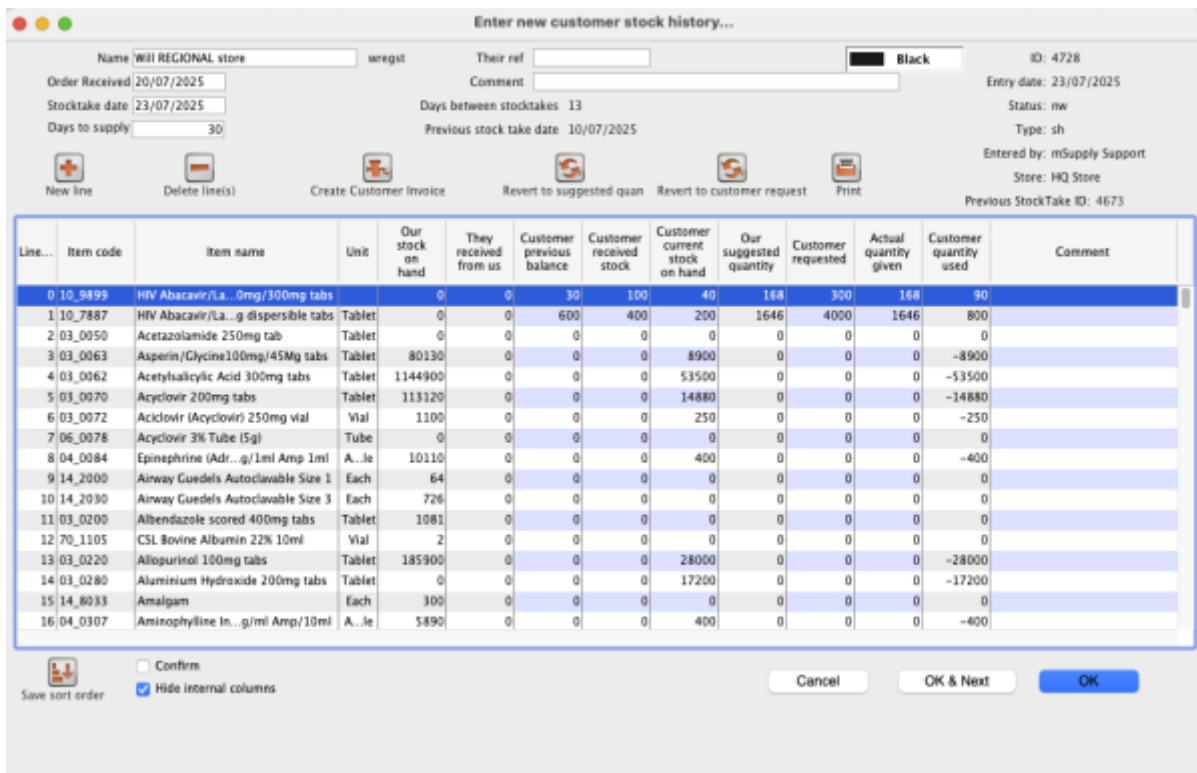 Enter new customer stock history...
Name Will REGIONAL store wregst Their ref Black ID: 4728
Order Received 20/07/2025 Comment Entry date: 23/07/2025
Stocktake date 23/07/2025 Days between stocktakes 13 Status: nw
Days to supply 30 Previous stock take date 10/07/2025 Type: sh
Entered by: mSupply Support
Store: HQ Store
Previous StockTake ID: 4673
New line Delete line(s) Create Customer Invoice Revert to suggested quan Revert to customer request Print
Line... Item code Item name Unit Our stock on hand They received from us Customer previous balance Customer received stock Customer current stock on hand Our suggested quantity Customer requested Actual quantity given Customer quantity used Comment
0 10_9899 HIV Abacavir/La...0mg/300mg tabs 0 0 30 100 40 168 300 168 90
1 10_7887 HIV Abacavir/La...g dispersible tabs Tablet 0 0 600 400 200 1646 4000 1646 800
2 03_0050 Acetazolamide 250mg tab Tablet 0 0 0 0 0 0 0 0 0
3 03_0063 Asperin/Glycine100mg/45Mg tabs Tablet 80130 0 0 0 8900 0 0 0 -8900
4 03_0062 Acetylsalicylic Acid 300mg tabs Tablet 1144900 0 0 0 53500 0 0 0 -53500
5 03_0070 Acyclovir 200mg tabs Tablet 113120 0 0 0 14880 0 0 0 -14880
6 03_0072 Aciclovir (Acyclovir) 250mg vial Vial 1100 0 0 0 250 0 0 0 -250
7 06_0078 Acyclovir 3% Tube (5g) Tube 0 0 0 0 0 0 0 0 0
8 04_0084 Epinephrine (Adr...g/1ml Amp 1ml A...le 10110 0 0 0 400 0 0 0 -400
9 14_2000 Airway Guedels Autoclavable Size 1 Each 64 0 0 0 0 0 0 0 0
10 14_2030 Airway Guedels Autoclavable Size 3 Each 726 0 0 0 0 0 0 0 0
11 03_0200 Albendazole scored 400mg tabs Tablet 1081 0 0 0 0 0 0 0 0
12 70_1105 CSL Bovine Albumin 22% 10ml Vial 2 0 0 0 0 0 0 0 0
13 03_0220 Allopurinol 100mg tabs Tablet 185900 0 0 0 28000 0 0 0 -28000
14 03_0280 Aluminium Hydroxide 200mg tabs Tablet 0 0 0 0 17200 0 0 0 -17200
15 14_8033 Amalgam Each 300 0 0 0 0 0 0 0 0
16 04_0307 Aminophylline In...g/ml Amp/10ml A...le 5890 0 0 0 400 0 0 0 -400
Save sort order
Confirm
Hide internal columns
Cancel OK & Next OK